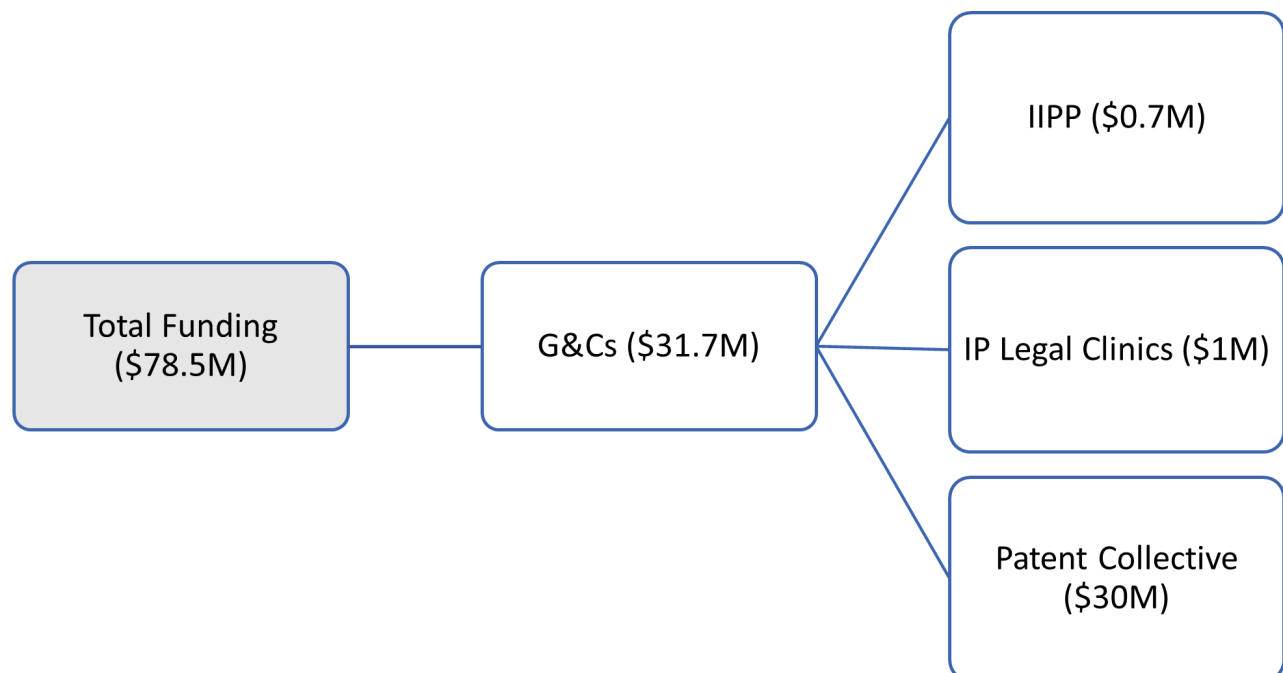 Total Funding
($78.5M)
G&Cs ($31.7M)
IIPP ($0.7M)
IP Legal Clinics ($1M)
Patent Collective
($30M)